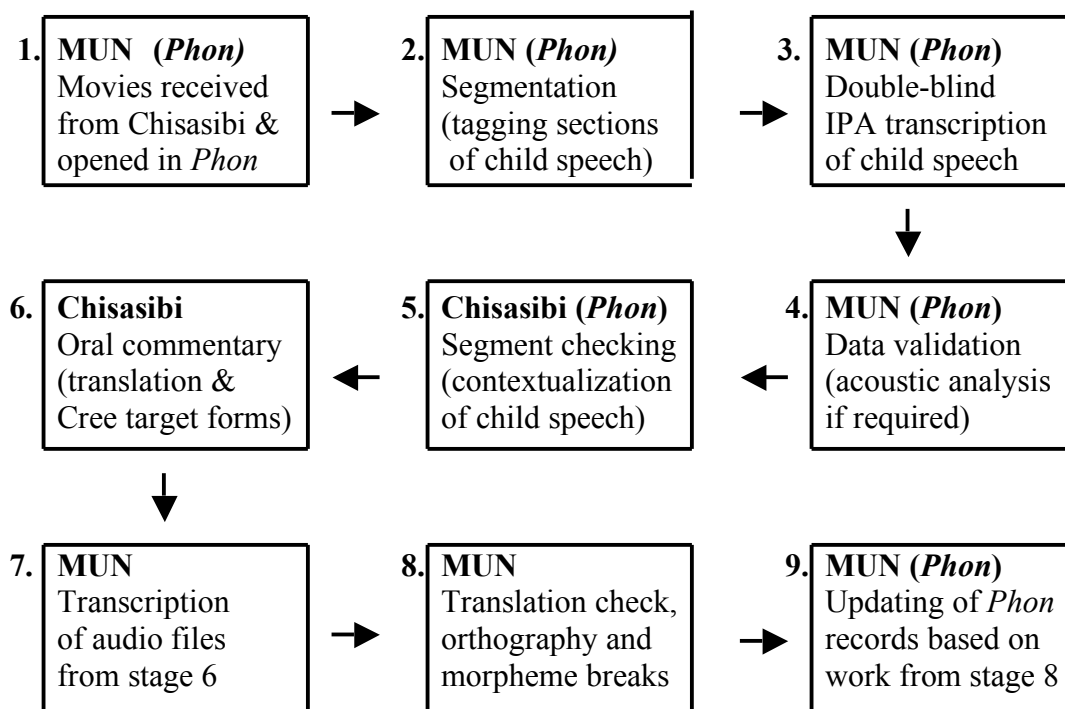 1. MUN (Phon)
Movies received
from Chisasibi &
opened in Phon
2. MUN (Phon)
Segmentation
(tagging sections
of child speech)
3. MUN (Phon)
Double-blind
IPA transcription
of child speech
4. MUN (Phon)
Data validation
(acoustic analysis
if required)
5. Chisasibi (Phon)
Segment checking
(contextualization
of child speech)
6. Chisasibi
Oral commentary
(translation &
Cree target forms)
7. MUN
Transcription
of audio files
from stage 6
8. MUN
Translation check,
orthography and
morpheme breaks
9. MUN (Phon)
Updating of Phon
records based on
work from stage 8